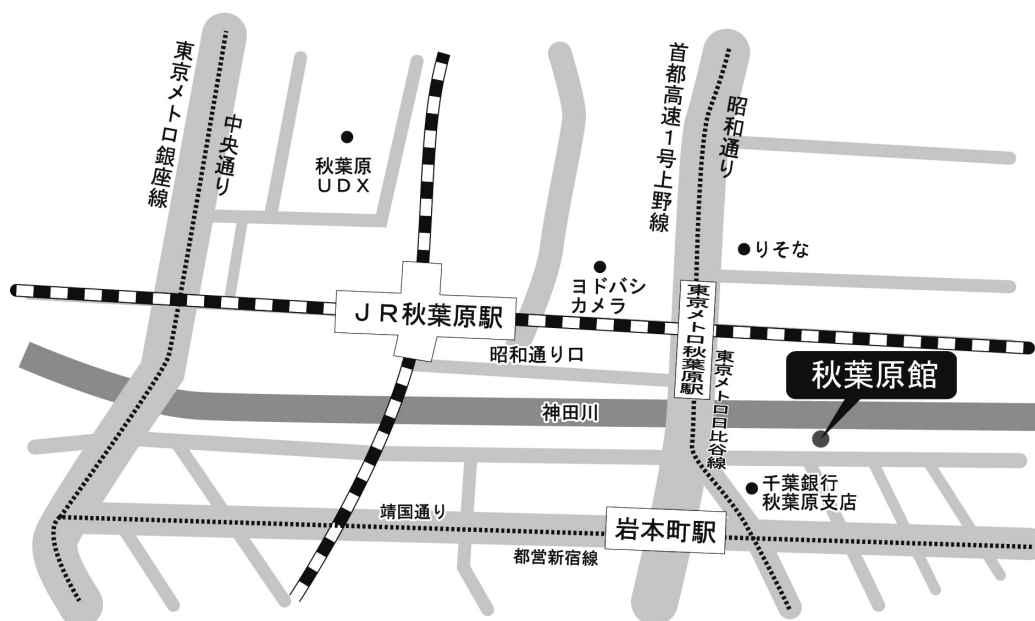 東京メトロ銀座線
中央通り
秋葉原
ＵＤＸ
首都高速１号上野線
昭和通り
りそな
ヨドバシ
カメラ
ＪＲ秋葉原駅
昭和通り口
東京メトロ秋葉原駅
東京メトロ日比谷線
秋葉原館
神田川
千葉銀行
秋葉原支店
靖国通り
岩本町駅
都営新宿線